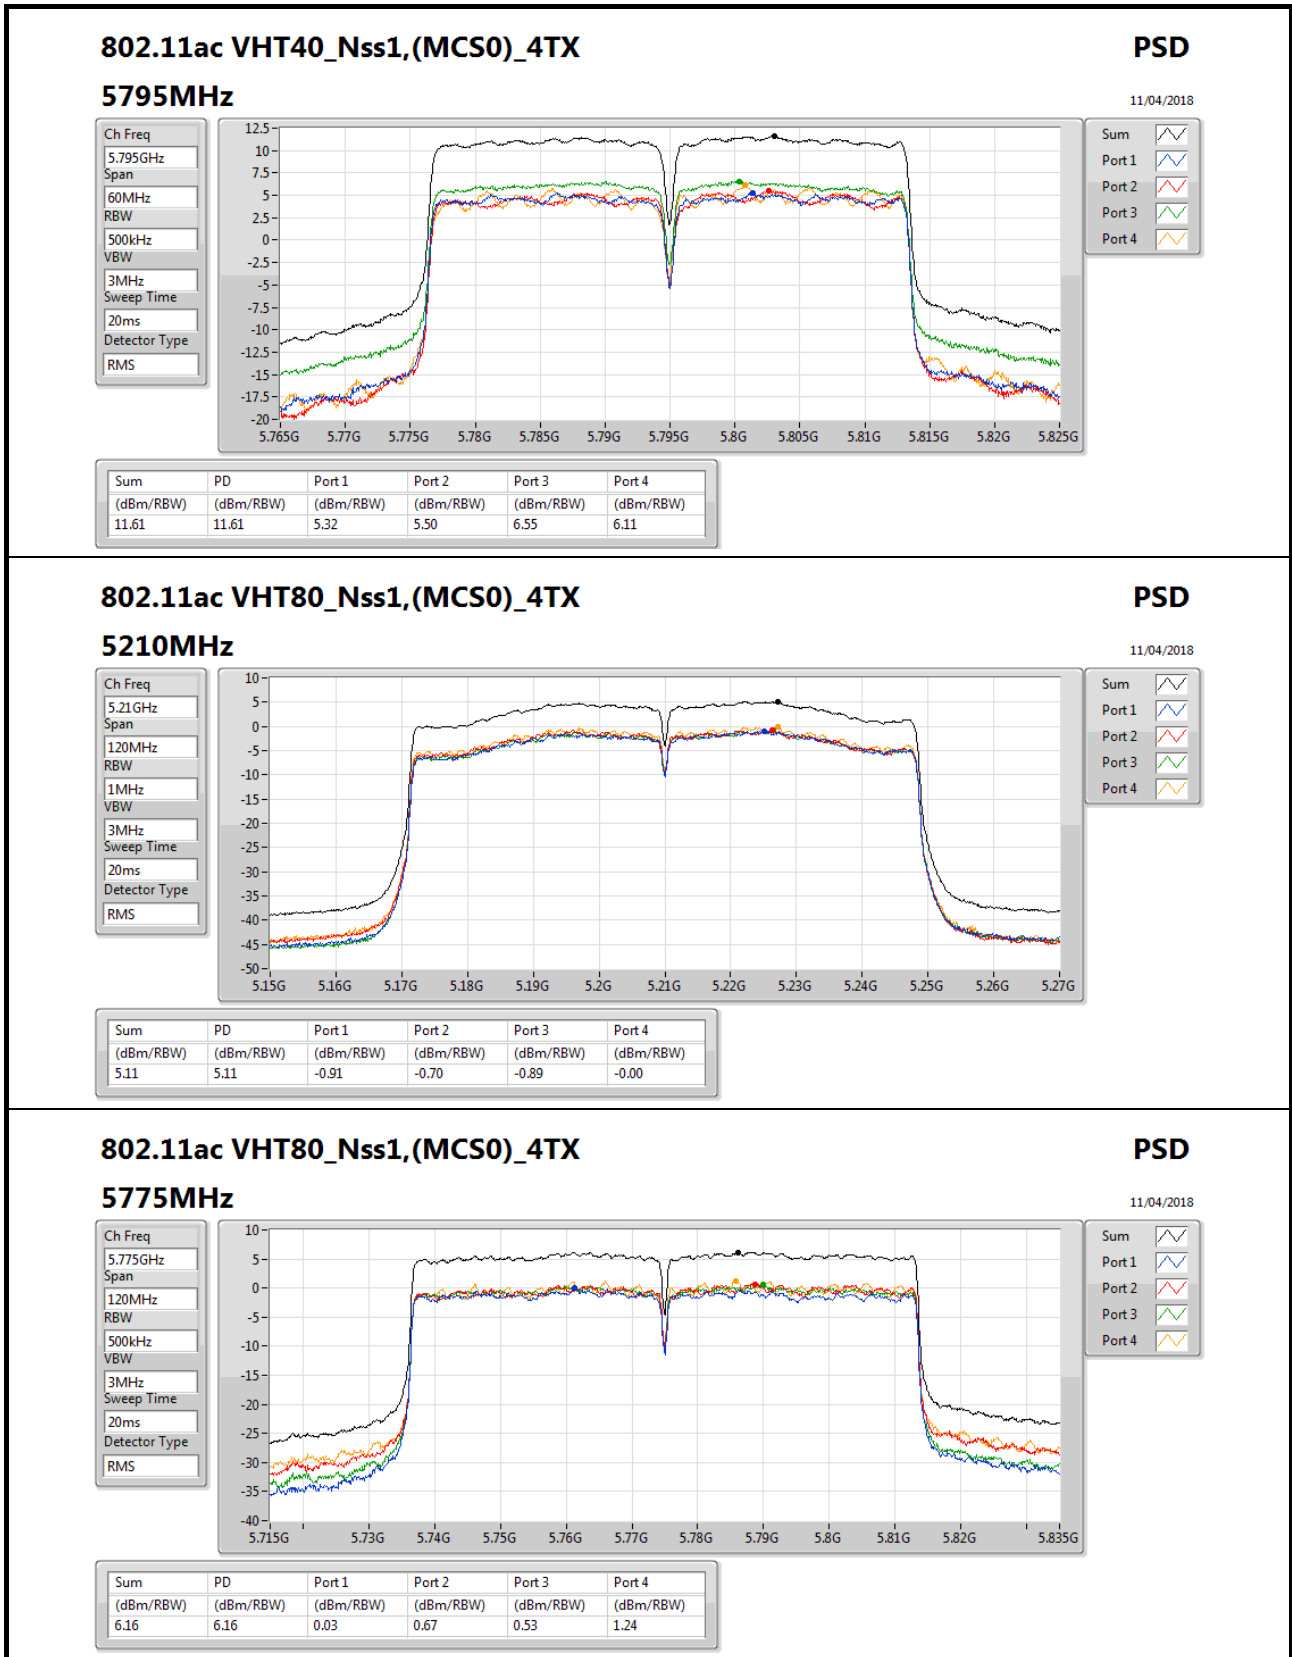 802.11ac VHT40_Nss1,(MCS0)_4TX PSD
5795MHz 11/04/2018
Ch Freq
5.795GHz
Span
60MHz
RBW
500kHz
VBW
3MHz
Sweep Time
20ms
Detector Type
RMS
12.5
10
7.5
5
2.5
0
-2.5
-5
-7.5
-10
-12.5
-15
-17.5
-20
5.765G 5.77G 5.775G 5.78G 5.785G 5.79G 5.795G 5.8G 5.805G 5.81G 5.815G 5.82G 5.825G
Sum
Port 1
Port 2
Port 3
Port 4
Sum PD Port 1 Port 2 Port 3 Port 4
(dBm/RBW) (dBm/RBW) (dBm/RBW) (dBm/RBW) (dBm/RBW) (dBm/RBW)
11.61 11.61 5.32 5.50 6.55 6.11
802.11ac VHT80_Nss1,(MCS0)_4TX PSD
5210MHz 11/04/2018
Ch Freq
5.21GHz
Span
120MHz
RBW
1MHz
VBW
3MHz
Sweep Time
20ms
Detector Type
RMS
10
5
0
-5
-10
-15
-20
-25
-30
-35
-40
-45
-50
5.15G 5.16G 5.17G 5.18G 5.19G 5.2G 5.21G 5.22G 5.23G 5.24G 5.25G 5.26G 5.27G
Sum
Port 1
Port 2
Port 3
Port 4
Sum PD Port 1 Port 2 Port 3 Port 4
(dBm/RBW) (dBm/RBW) (dBm/RBW) (dBm/RBW) (dBm/RBW) (dBm/RBW)
5.11 5.11 -0.91 -0.70 -0.89 -0.00
802.11ac VHT80_Nss1,(MCS0)_4TX PSD
5775MHz 11/04/2018
Ch Freq
5.775GHz
Span
120MHz
RBW
500kHz
VBW
3MHz
Sweep Time
20ms
Detector Type
RMS
10
5
0
-5
-10
-15
-20
-25
-30
-35
-40
5.715G 5.73G 5.74G 5.75G 5.76G 5.77G 5.78G 5.79G 5.8G 5.81G 5.82G 5.835G
Sum
Port 1
Port 2
Port 3
Port 4
Sum PD Port 1 Port 2 Port 3 Port 4
(dBm/RBW) (dBm/RBW) (dBm/RBW) (dBm/RBW) (dBm/RBW) (dBm/RBW)
6.16 6.16 0.03 0.67 0.53 1.24